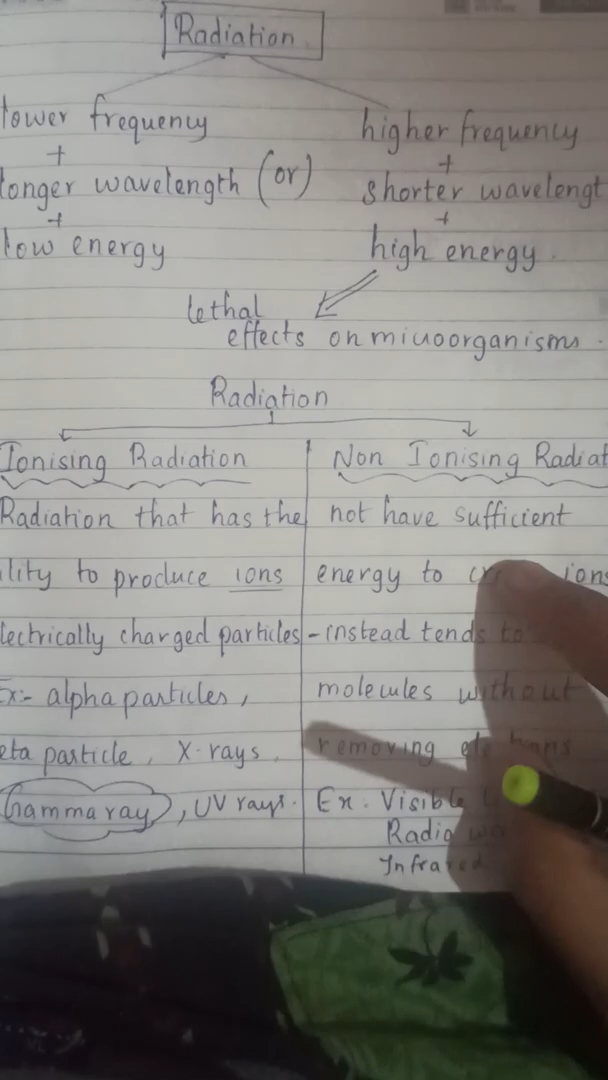 Radiation
lower frequency higher frequency
+ +
longer wavelength (or) shorter wavelengt
+ +
low energy high energy.
lethal
effects on microorganisms.
Radiation
Ionising Radiation Non Ionising Radiat
Radiation that has the not have sufficient
ility to produce ions energy to ions
lectrically charged particles -instead tends to
Ex:- alpha particles, molecules without
eta particle, X-rays, removing
Gamma ray, UV rays. Ex: Visible
Radio
Infrared